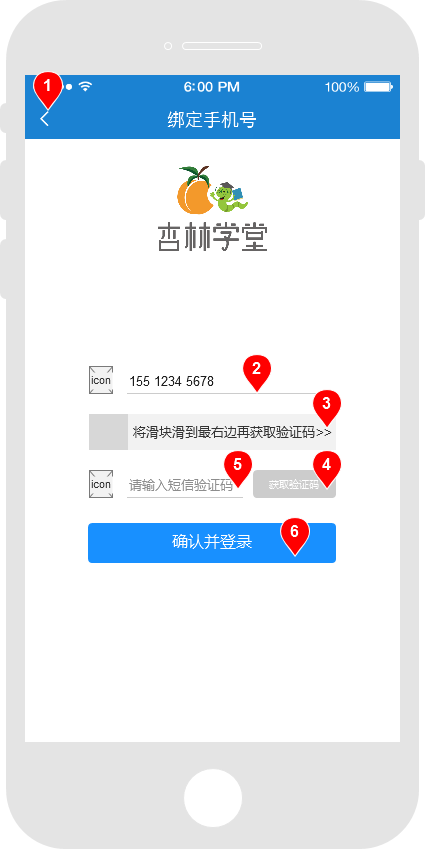 1
6:00 PM 100%
绑定手机号
杏林学堂
2
icon 155 1234 5678
3
将滑块滑到最右边再获取验证码>>
5 4
icon 请输入短信验证码 获取验证码
6
确认并登录